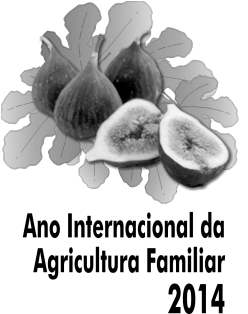 Ano Internacional da
Agricultura Familiar
2014